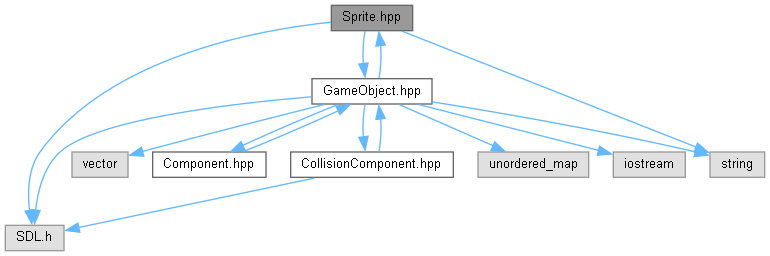 Sprite.hpp
GameObject.hpp
vector
Component.hpp
CollisionComponent.hpp
unordered_map
iostream
string
SDL.h